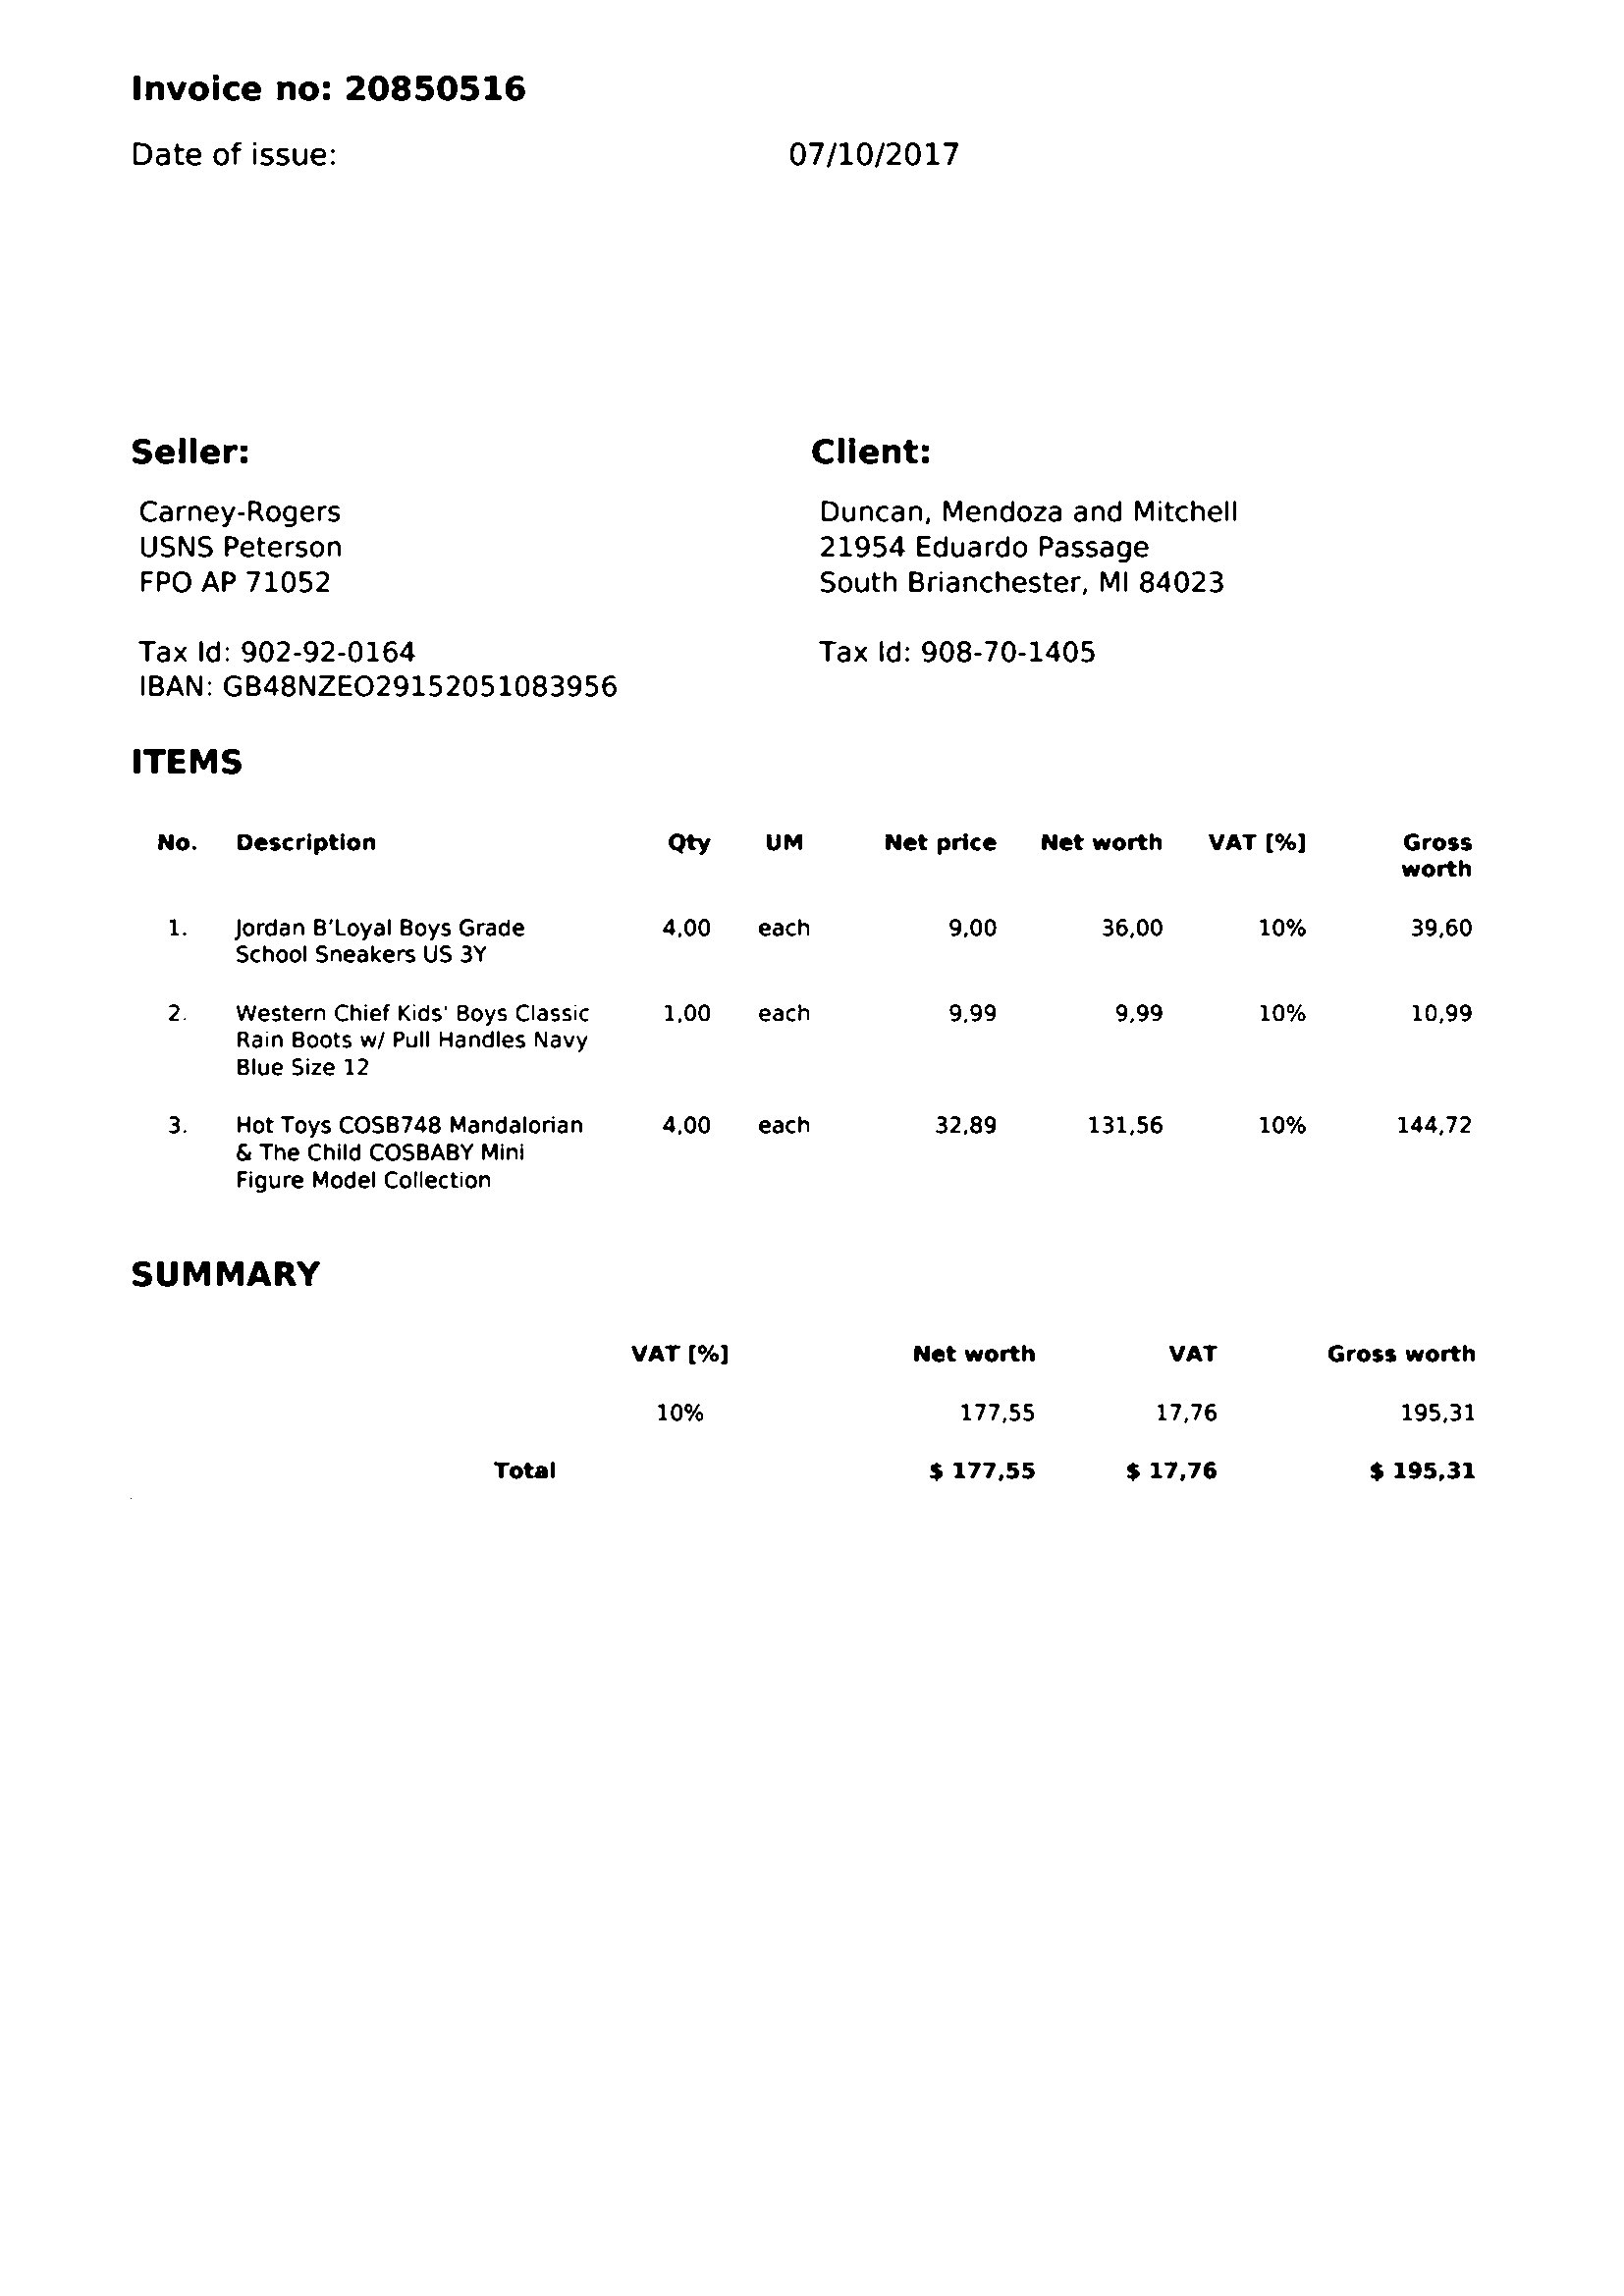 Invoice no: 20850516
Date of issue: 07/10/2017
Seller:
Carney-Rogers
USNS Peterson
FPO AP 71052
Tax Id: 902-92-0164
IBAN: GB48NZEO29152051083956
Client:
Duncan, Mendoza and Mitchell
21954 Eduardo Passage
South Brianchester, MI 84023
Tax Id: 908-70-1405
ITEMS
No. Description Qty UM Net price Net worth VAT [%] Gross
worth
1. Jordan B'Loyal Boys Grade 4,00 each 9,00 36,00 10% 39,60
School Sneakers US 3Y
2. Western Chief Kids' Boys Classic 1,00 each 9,99 9,99 10% 10,99
Rain Boots w/ Pull Handles Navy
Blue Size 12
3. Hot Toys COSB748 Mandalorian 4,00 each 32,89 131,56 10% 144,72
& The Child COSBABY Mini
Figure Model Collection
SUMMARY
VAT [%] Net worth VAT Gross worth
10% 177,55 17,76 195,31
Total $ 177,55 $ 17,76 $ 195,31